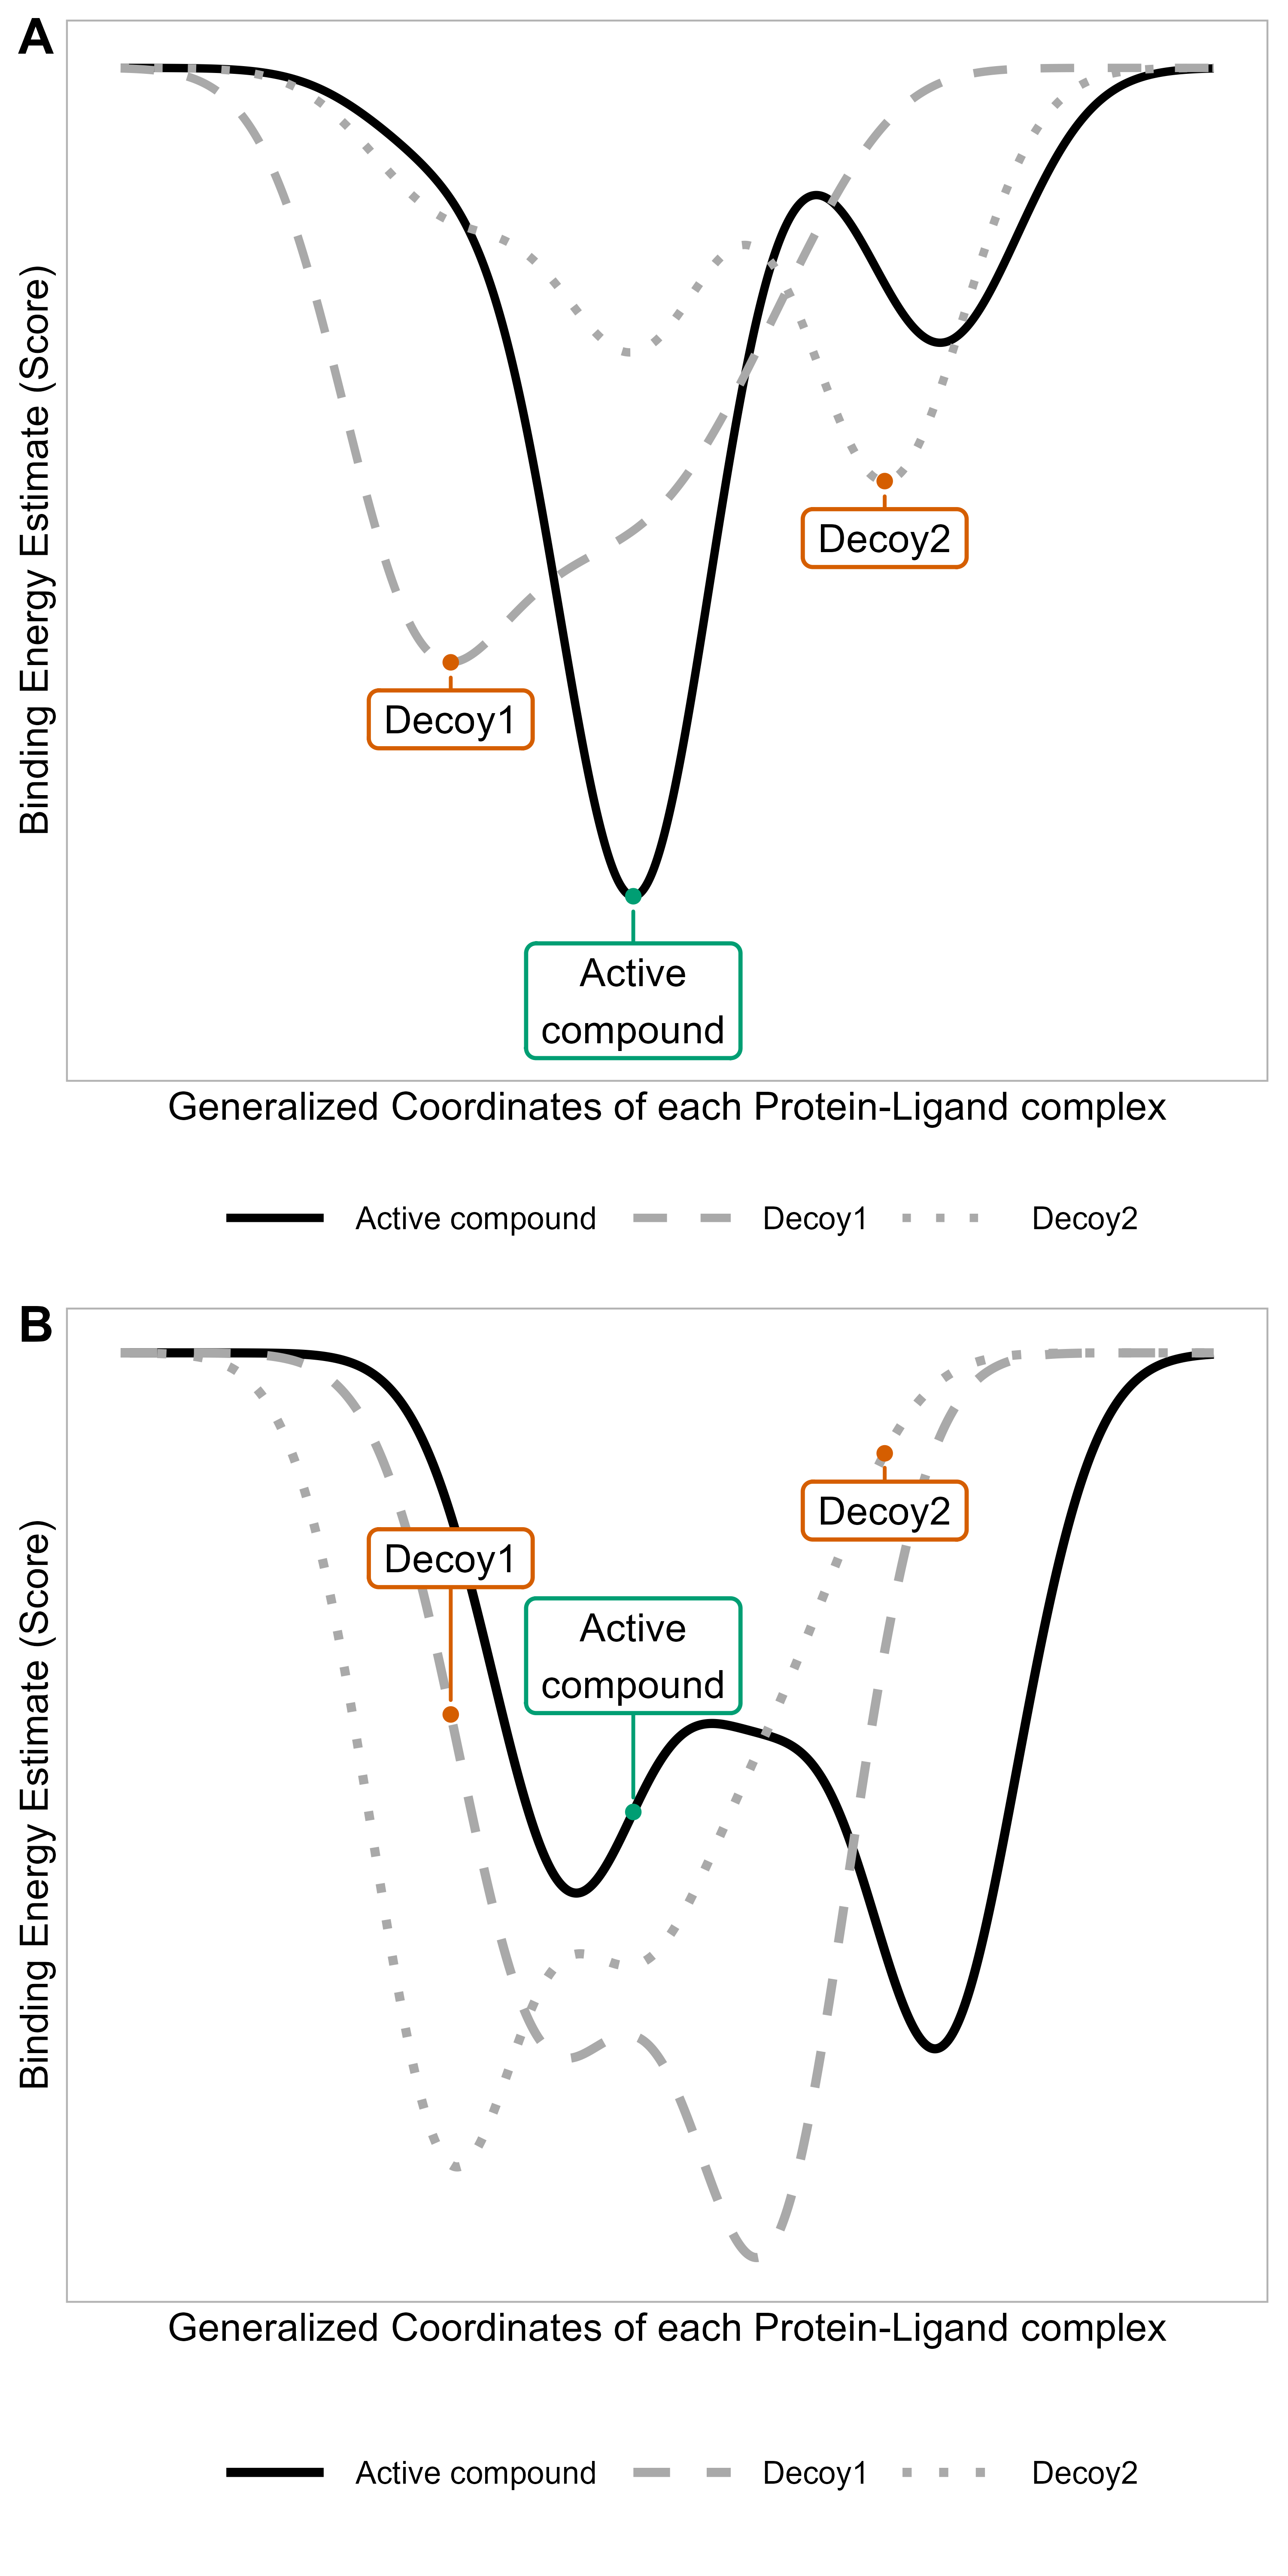 A
Binding Energy Estimate (Score)
Decoy2
Decoy1
Active
compound
Generalized Coordinates of each Protein-Ligand complex
Active compound Decoy1 Decoy2
B
Binding Energy Estimate (Score)
Decoy2
Decoy1
Active
compound
Generalized Coordinates of each Protein-Ligand complex
Active compound Decoy1 Decoy2